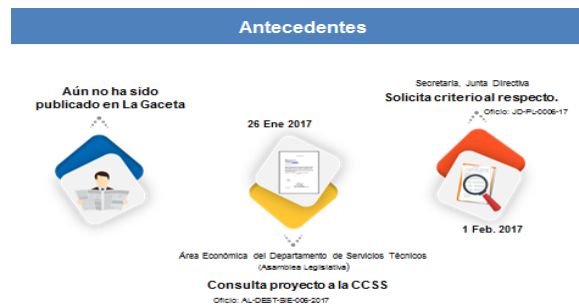 Antecedentes
Aún no ha sido
publicado en La Gaceta
26 Ene 2017
Área Económica del Departamento de Servicios Técnicos
(Asamblea Legislativa)
Consulta proyecto a la CCSS
Oficio: AL-DEST-SIE-006-2017
Secretaria, Junta Directiva
Solicita criterio al respecto.
Oficio: JD-PL-0006-17
1 Feb. 2017